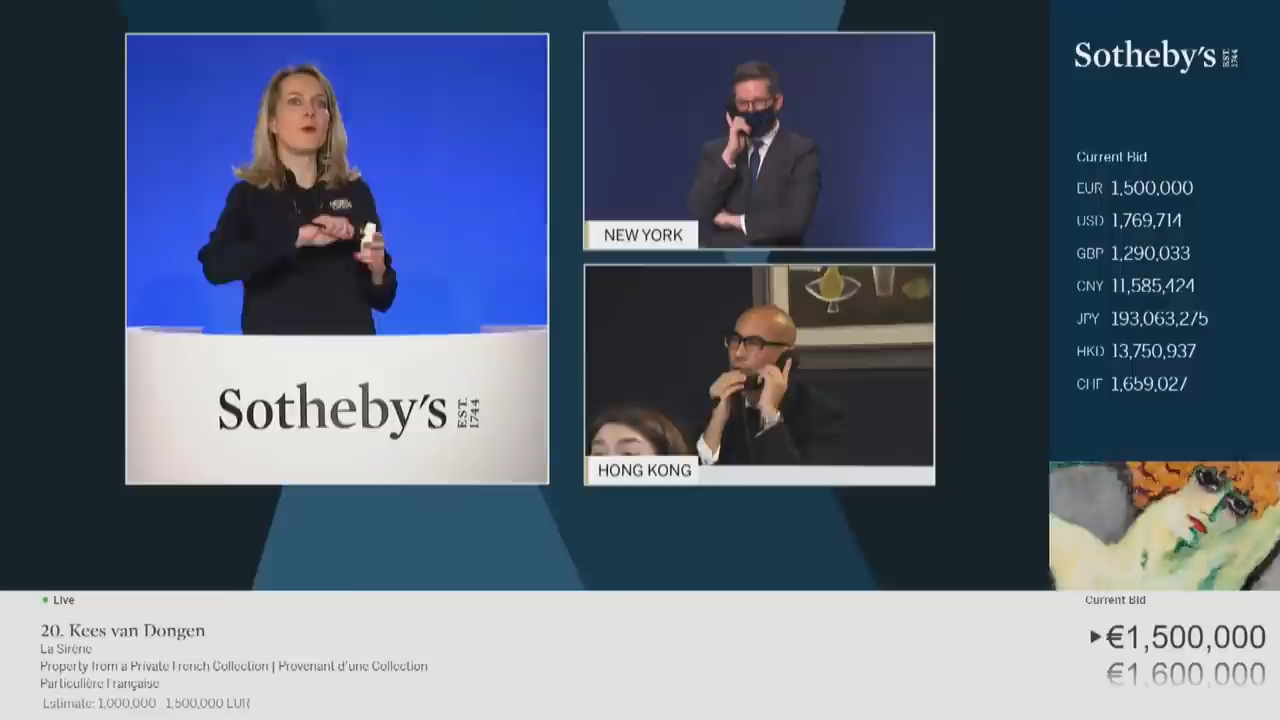 Sotheby's EST. 1744
NEW YORK
HONG KONG
Sotheby's EST. 1744
Current Bid
EUR 1,500,000
USD 1,769,714
GBP 1,290,033
CNY 11,585,424
JPY 193,063,275
HKD 13,750,937
CHF 1,659,027
Live
20. Kees van Dongen
La Sirène
Property from a Private French Collection | Provenant d'une Collection
Particulière Française
Estimate: 1,000,000 - 1,500,000 EUR
Current Bid
€1,500,000
€1,600,000